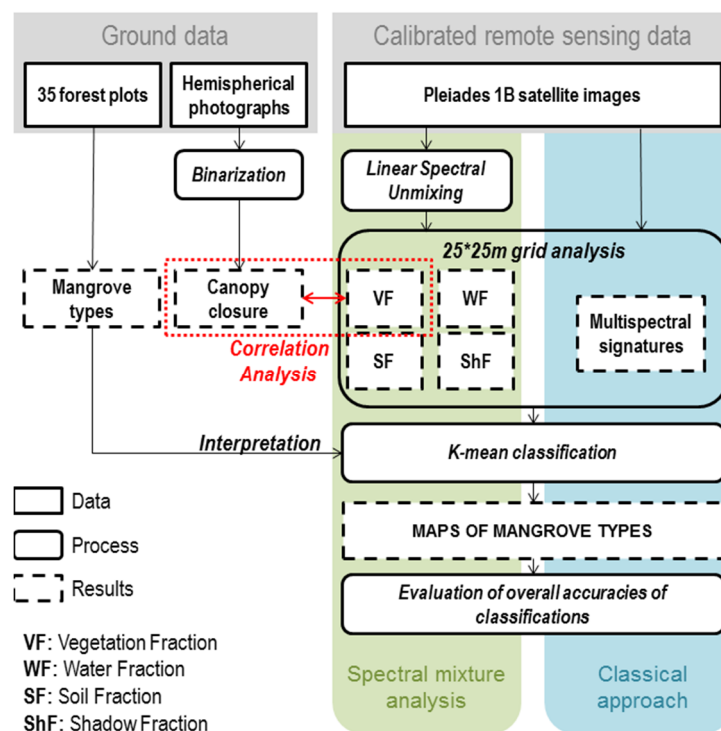 Ground data
Calibrated remote sensing data
35 forest plots
Hemispherical
photographs
Pleiades 1B satellite images
Binarization
Linear Spectral
Unmixing
25*25m grid analysis
Mangrove
types
Canopy
closure
VF
WF
Multispectral
signatures
SF
ShF
Correlation
Analysis
Interpretation
K-mean classification
Data
Process
Results
MAPS OF MANGROVE TYPES
Evaluation of overall accuracies of
classifications
VF: Vegetation Fraction
WF: Water Fraction
SF: Soil Fraction
ShF: Shadow Fraction
Spectral mixture
analysis
Classical
approach